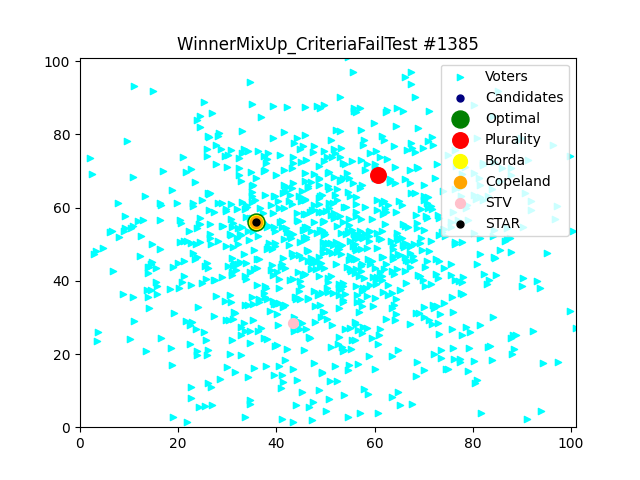 WinnerMixUp_CriteriaFailTest #1385
100
80
60
40
20
0
0 20 40 60 80 100
Voters
Candidates
Optimal
Plurality
Borda
Copeland
STV
STAR